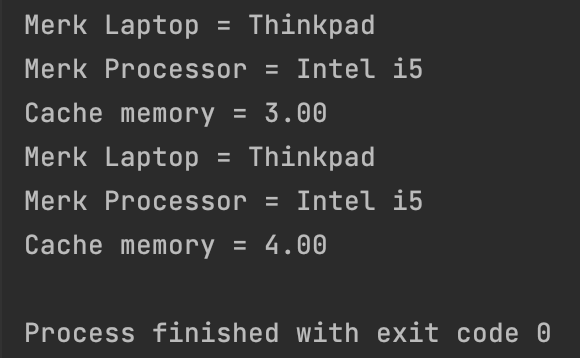 Merk Laptop = Thinkpad
Merk Processor = Intel i5
Cache memory = 3.00
Merk Laptop = Thinkpad
Merk Processor = Intel i5
Cache memory = 4.00
Process finished with exit code 0